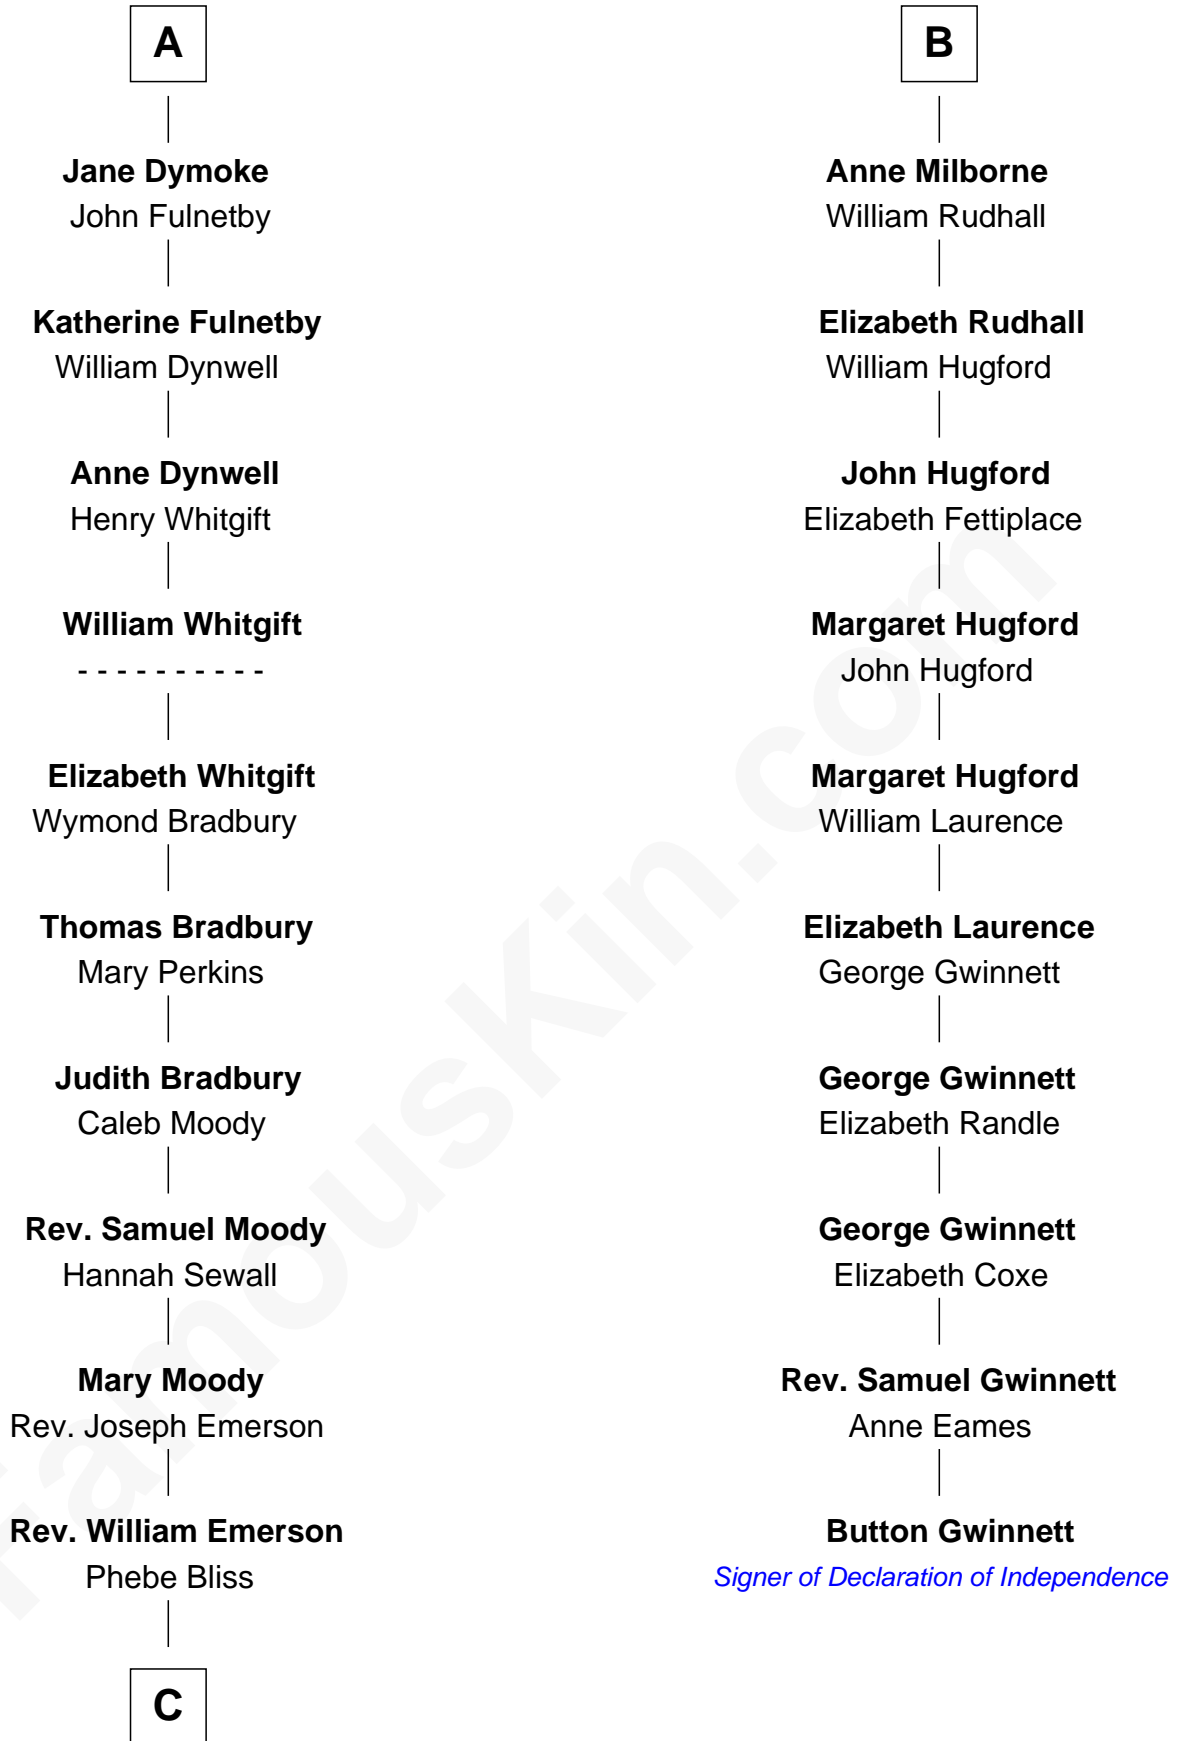 A
Jane Dymoke
John Fulnetby
Katherine Fulnetby
William Dynwell
Anne Dynwell
Henry Whitgift
William Whitgift
- - - - - - - - - -
Elizabeth Whitgift
Wymond Bradbury
Thomas Bradbury
Mary Perkins
Judith Bradbury
Caleb Moody
Rev. Samuel Moody
Hannah Sewall
Mary Moody
Rev. Joseph Emerson
Rev. William Emerson
Phebe Bliss
C
B
Anne Milborne
William Rudhall
Elizabeth Rudhall
William Hugford
John Hugford
Elizabeth Fettiplace
Margaret Hugford
John Hugford
Margaret Hugford
William Laurence
Elizabeth Laurence
George Gwinnett
George Gwinnett
Elizabeth Randle
George Gwinnett
Elizabeth Coxe
Rev. Samuel Gwinnett
Anne Eames
Button Gwinnett
Signer of Declaration of Independence
FamousKin.com